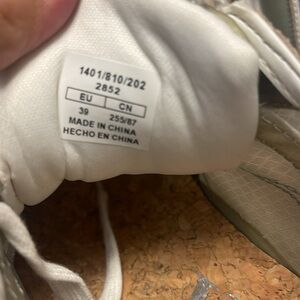 1401/810/202
2852
EU CN
39 255/87
MADE IN CHINA
HECHO EN CHINA